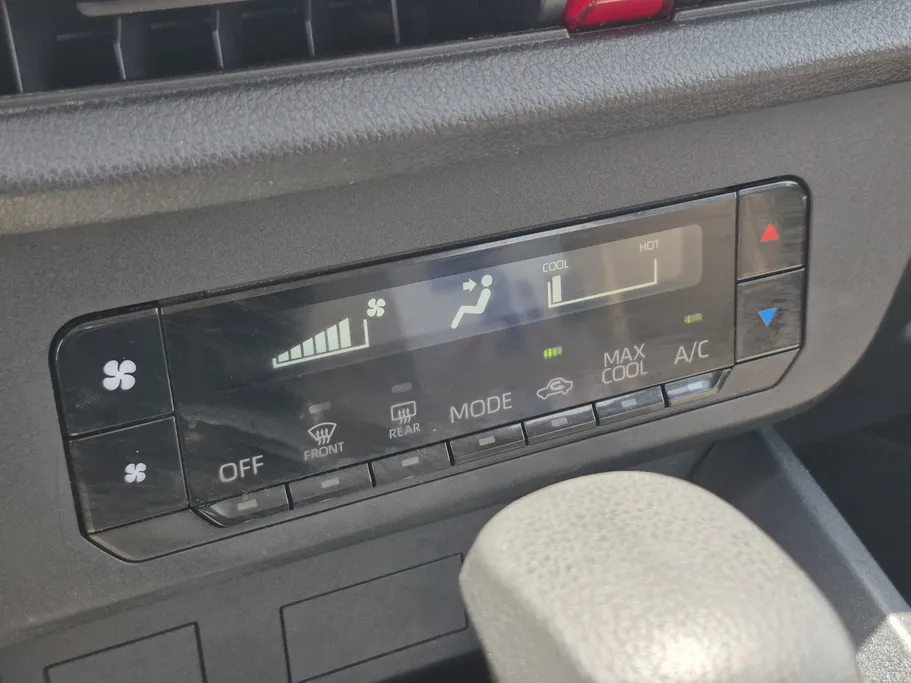 COOL
HOT
OFF
FRONT
REAR
MODE
MAX
COOL
A/C